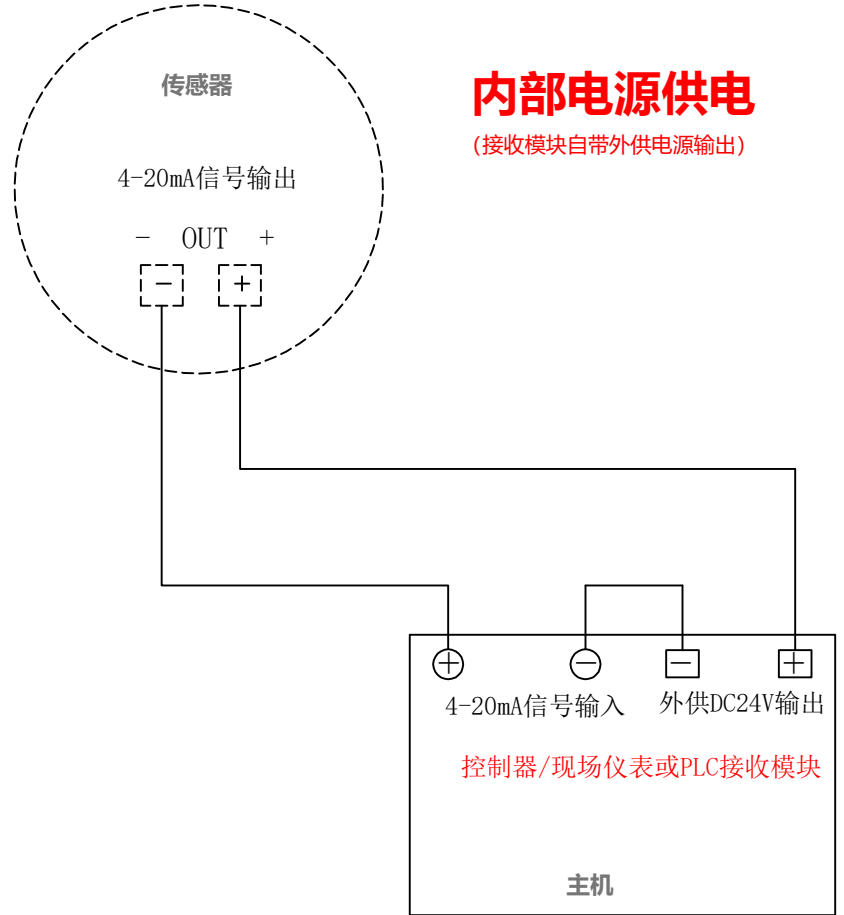 传感器
内部电源供电
(接收模块自带外供电源输出)
4-20mA信号输出
- OUT +
- +
+ - - +
4-20mA信号输入 外供DC24V输出
控制器/现场仪表或PLC接收模块
主机